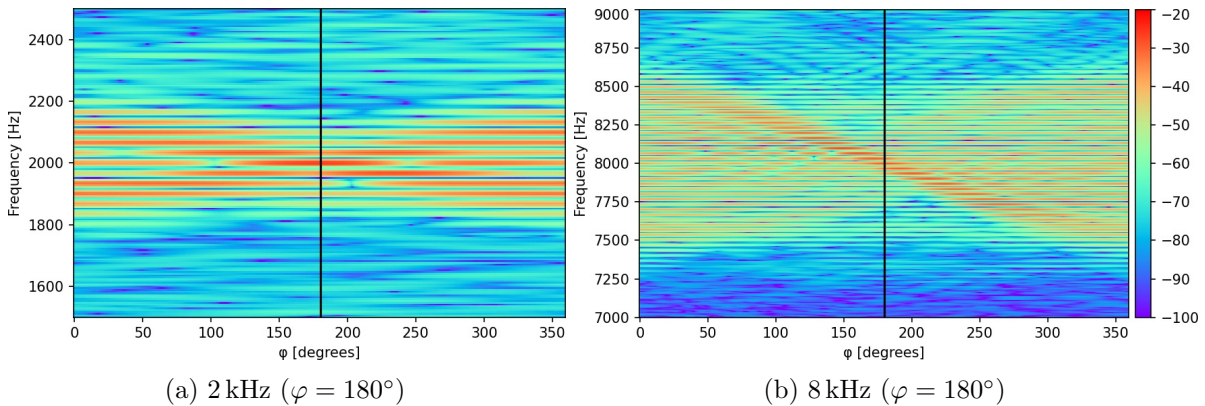 2400
2200
2000
1800
1600
Frequency [Hz]
0 50 100 150 200 250 300 350
φ [degrees]
9000
8750
8500
8250
8000
7750
7500
7250
7000
Frequency [Hz]
0 50 100 150 200 250 300 350
φ [degrees]
−20
−30
−40
−50
−60
−70
−80
−90
−100
(a) 2 kHz (φ = 180°)
(b) 8 kHz (φ = 180°)